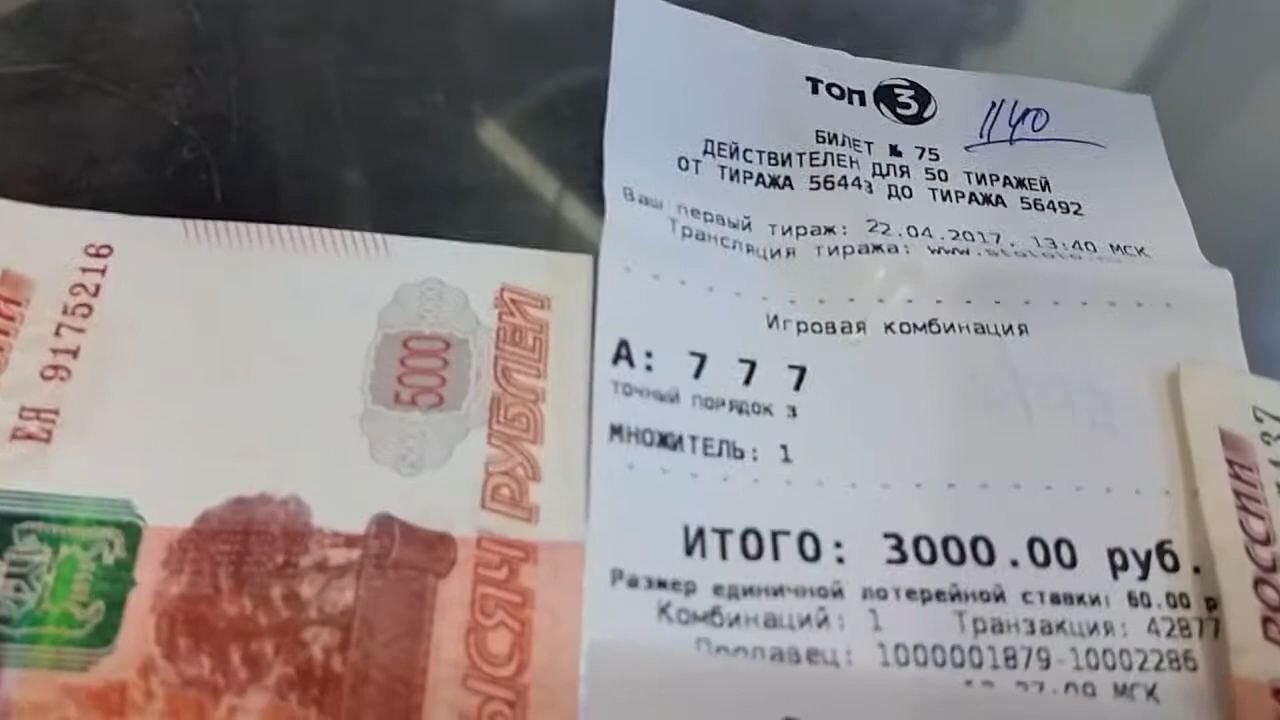 ЕЯ 9175216
5000
ЫСЯЧ РУБЛЕЙ
ТОП 3
1140
БИЛЕТ № 75
ДЕЙСТВИТЕЛЕН ДЛЯ 50 ТИРАЖЕЙ
ОТ ТИРАЖА 56443 ДО ТИРАЖА 56492
Ваш первый тираж: 22.04.2017. 13:40 МСК
Трансляция тиража:
Игровая комбинация
А: 7 7 7
точный порядок 3
МНОЖИТЕЛЬ: 1
ИТОГО: 3000.00 руб.
Размер единичной лотерейной ставки: 60.00 р
Комбинаций: 1 Транзакция: 42877
Продавец: 1000001879-10002286
МСК
РОССИИ
437